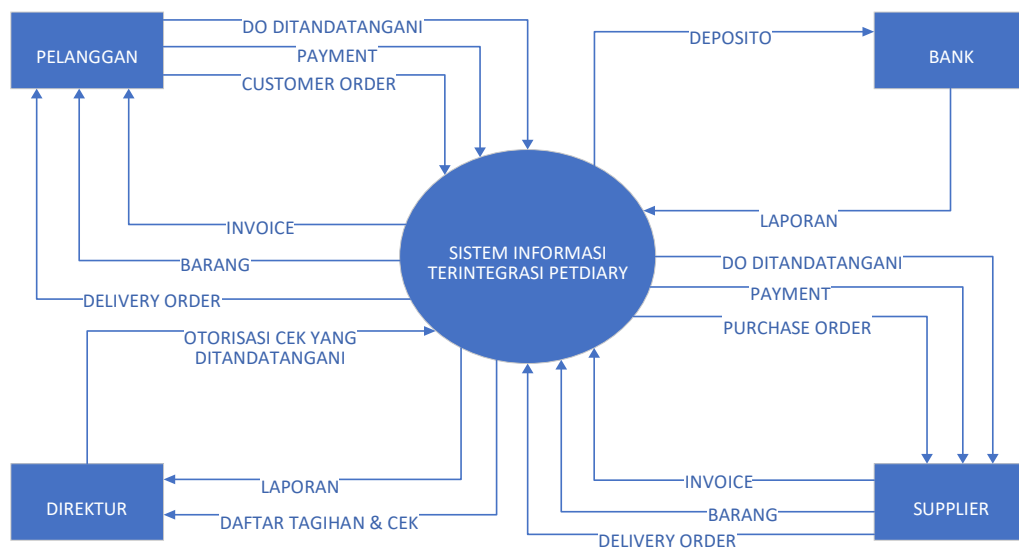 DO DITANDATANGANI
PAYMENT
CUSTOMER ORDER
PELANGGAN
DEPOSITO
BANK
INVOICE
BARANG
DELIVERY ORDER
LAPORAN
SISTEM INFORMASI
TERINTEGRASI PETDIARY
DO DITANDATANGANI
PAYMENT
PURCHASE ORDER
OTORISASI CEK YANG
DITANDATANGANI
DIREKTUR
LAPORAN
DAFTAR TAGIHAN & CEK
INVOICE
BARANG
DELIVERY ORDER
SUPPLIER